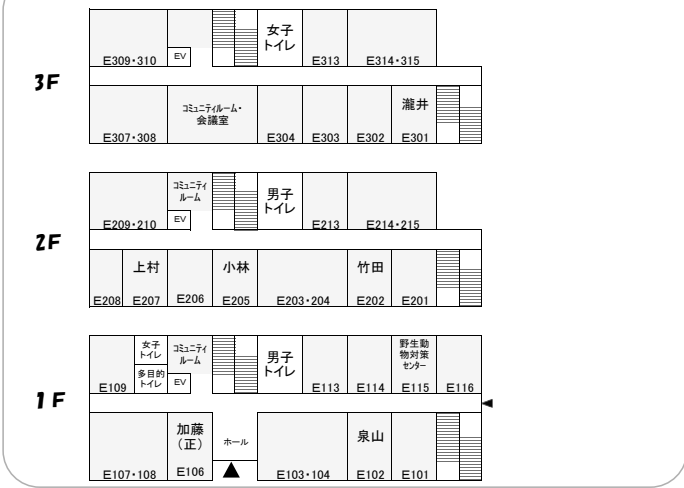 3F
女子
トイレ
E309・310
EV
E313
E314・315
コミュニティルーム・
会議室
瀧井
E307・308
E304
E303
E302
E301
2F
コミュニティ
ルーム
男子
トイレ
E209・210
EV
E213
E214・215
上村
小林
竹田
E208
E207
E206
E205
E203・204
E202
E201
1F
女子
トイレ
多目的
トイレ
コミュニティ
ルーム
EV
男子
トイレ
野生動
物対策
センター
E109
E113
E114
E115
E116
加藤
(正)
ホール
泉山
E107・108
E106
E103・104
E102
E101